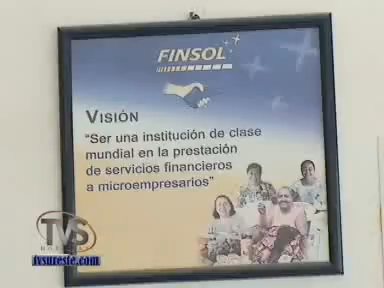 FINSOL
VISIÓN
"Ser una institución de clase
mundial en la prestación
de servicios financieros
a microempresarios"
TVS
tvsureste.com